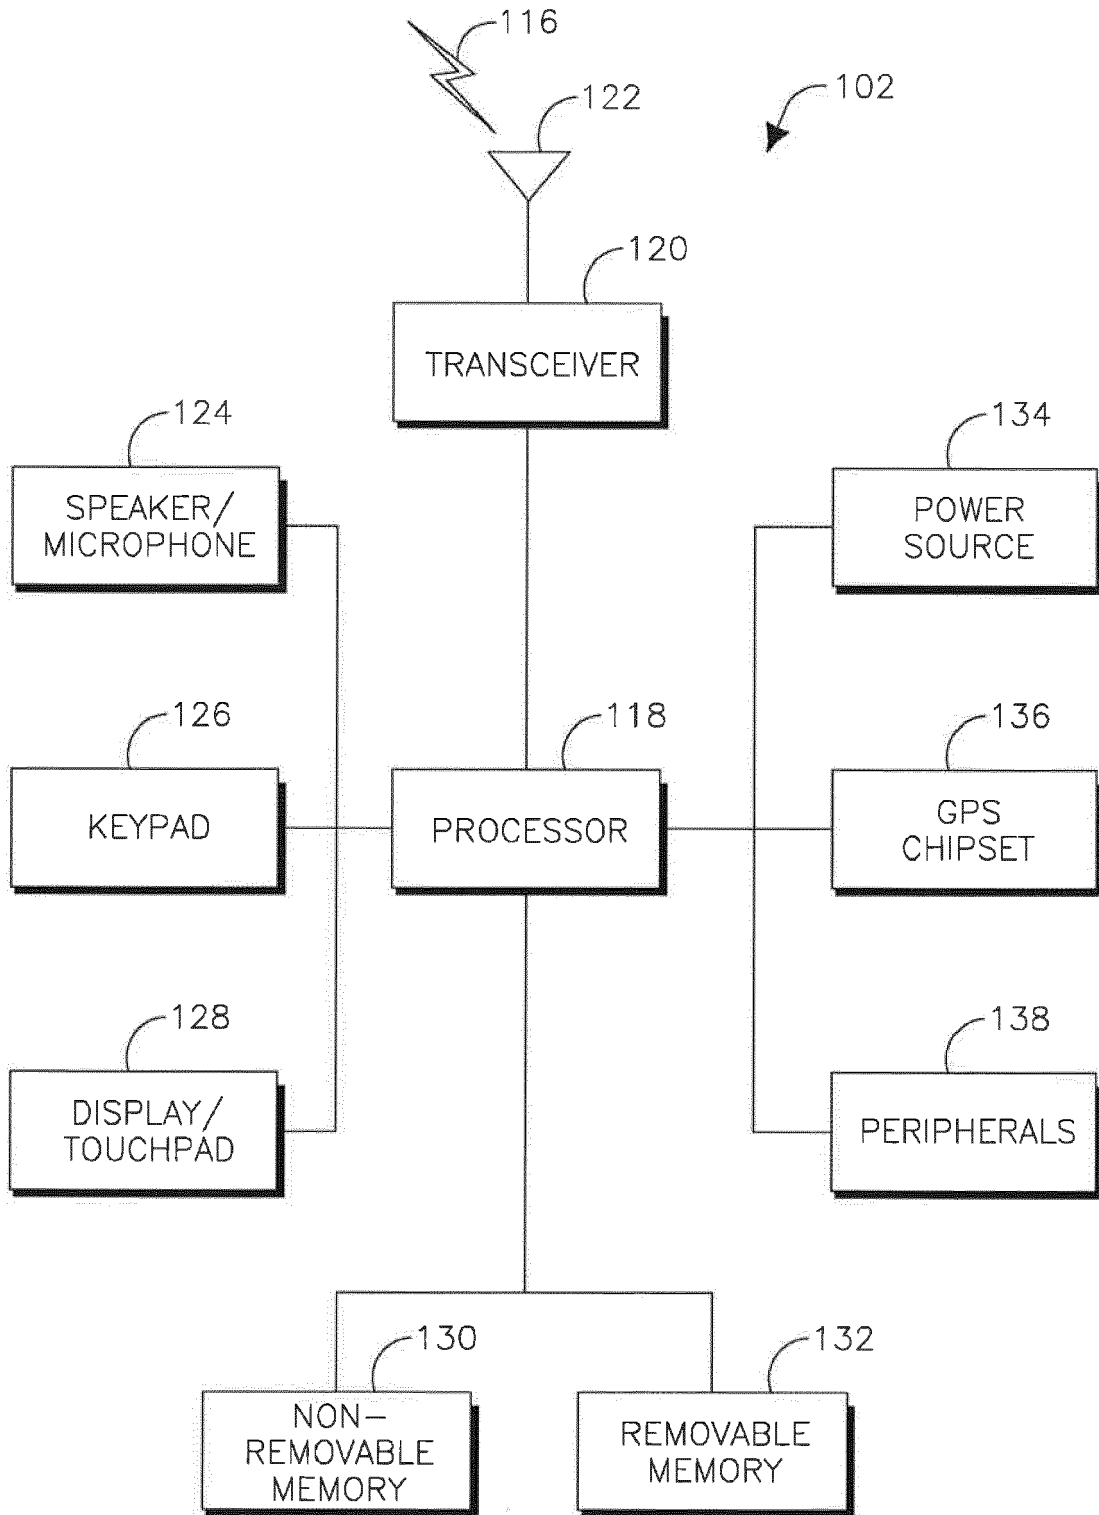 116
122
102
120
TRANSCEIVER
124
SPEAKER/
MICROPHONE
134
POWER
SOURCE
126
KEYPAD
118
PROCESSOR
136
GPS
CHIPSET
128
DISPLAY/
TOUCHPAD
138
PERIPHERALS
130
NON-
REMOVABLE
MEMORY
132
REMOVABLE
MEMORY